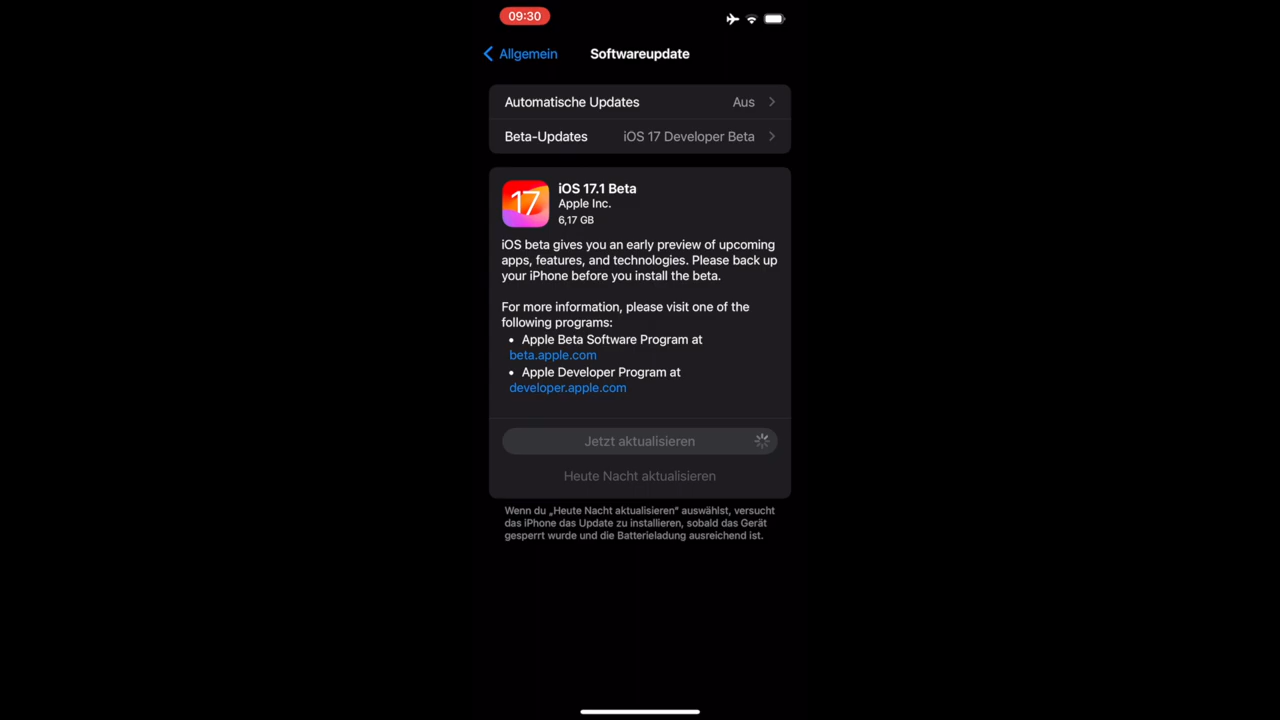 09:30
Allgemein
Softwareupdate
Automatische Updates Aus
Beta-Updates iOS 17 Developer Beta
17
iOS 17.1 Beta
Apple Inc.
6,17 GB
iOS beta gives you an early preview of upcoming
apps, features, and technologies. Please back up
your iPhone before you install the beta.
For more information, please visit one of the
following programs:
• Apple Beta Software Program at
beta.apple.com
• Apple Developer Program at
developer.apple.com
Jetzt aktualisieren
Heute Nacht aktualisieren
Wenn du „Heute Nacht aktualisieren“ auswählst, versucht
das iPhone das Update zu installieren, sobald das Gerät
gesperrt wurde und die Batterieladung ausreichend ist.